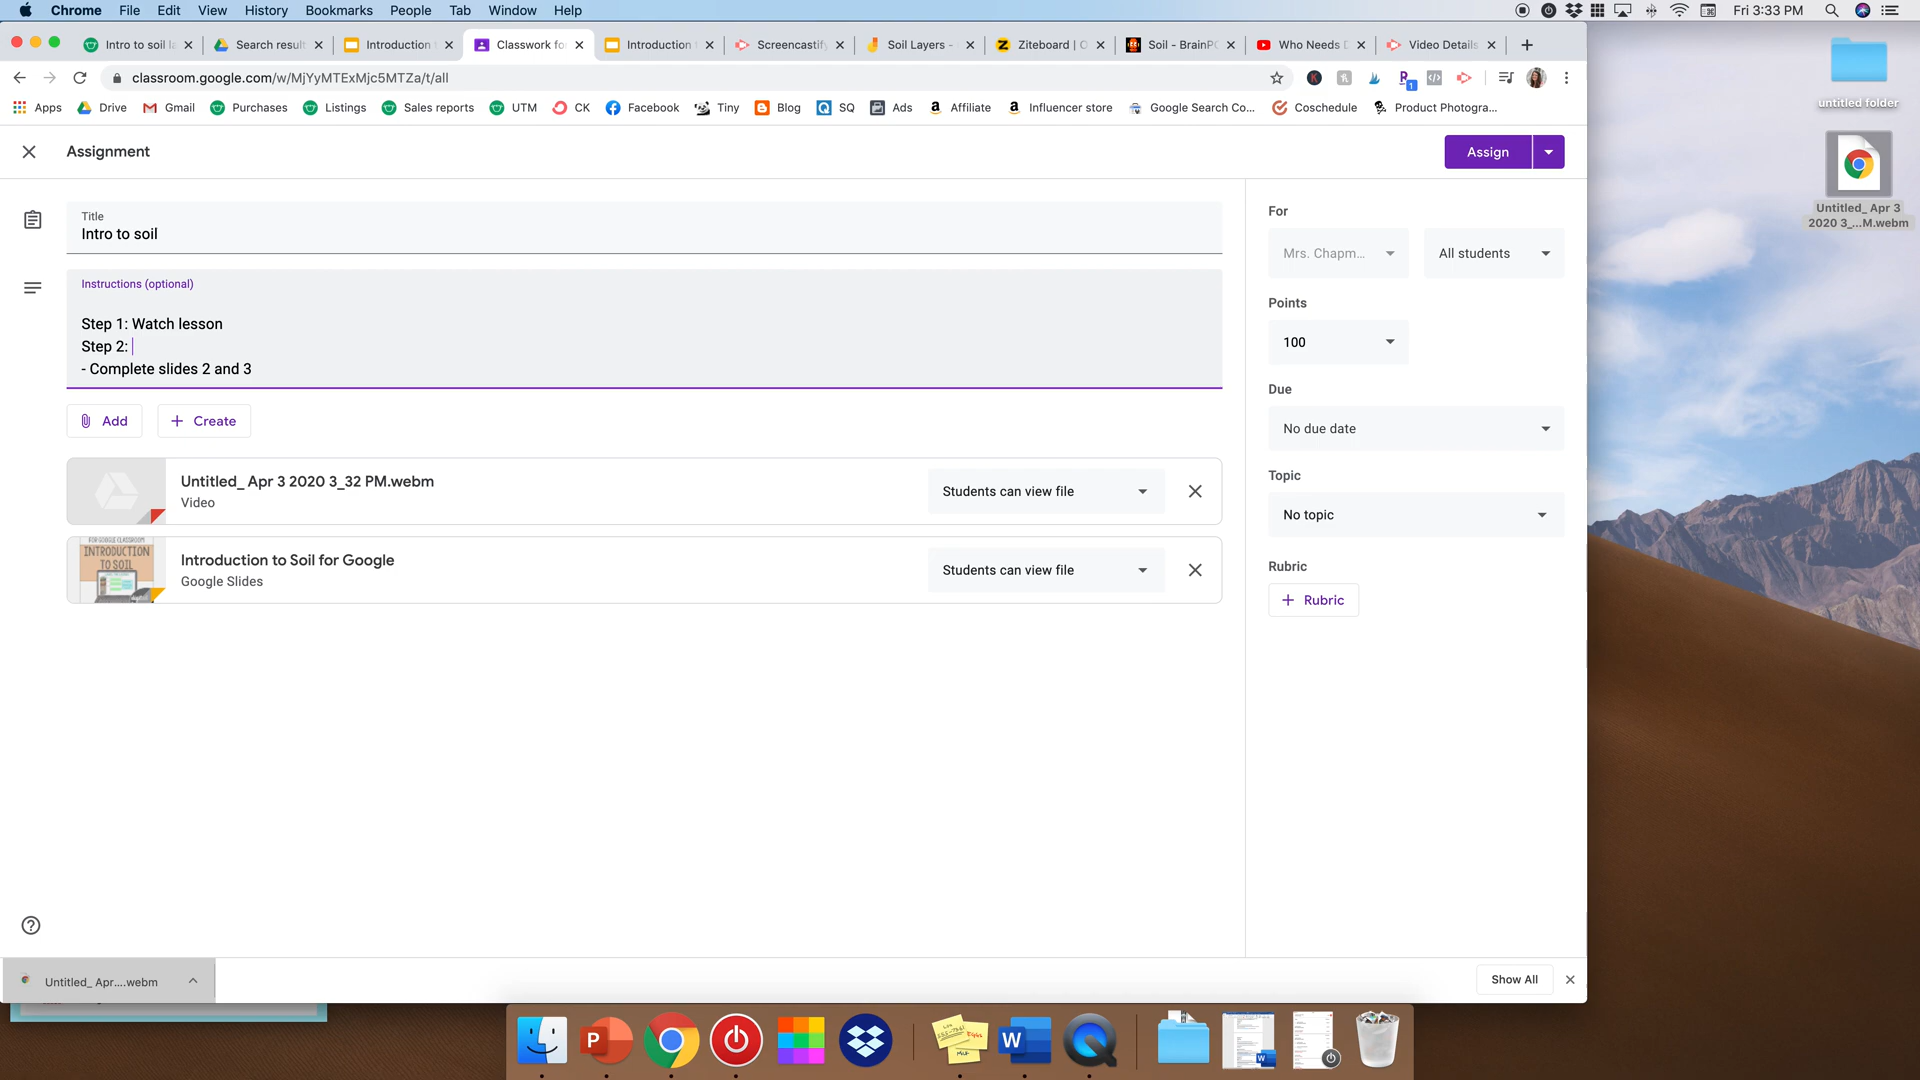 Chrome File Edit View History Bookmarks People Tab Window Help Fri 3:33 PM
Intro to soil Search result Introduction Classwork fo Introduction Screencastif Soil Layers - Ziteboard | O Soil - BrainP Who Needs D Video Details
classroom.google.com/w/MjYyMTExMjc5MTZa/t/all
Apps Drive Gmail Purchases Listings Sales reports UTM CK Facebook Tiny Blog SQ Ads Affiliate Influencer store Google Search Co... Coschedule Product Photogra...
untitled folder
Untitled_ Apr 3
2020 3_...M.webm
Assignment
Assign
Title
Intro to soil
Instructions (optional)
Step 1: Watch lesson
Step 2:
- Complete slides 2 and 3
Add Create
Untitled_ Apr 3 2020 3_32 PM.webm
Video
Students can view file
FOR GOOGLE CLASSROOM
INTRODUCTION
TO SOIL
Introduction to Soil for Google
Google Slides
Students can view file
For
Mrs. Chapm... All students
Points
100
Due
No due date
Topic
No topic
Rubric
Rubric
Untitled_ Apr....webm
Show All